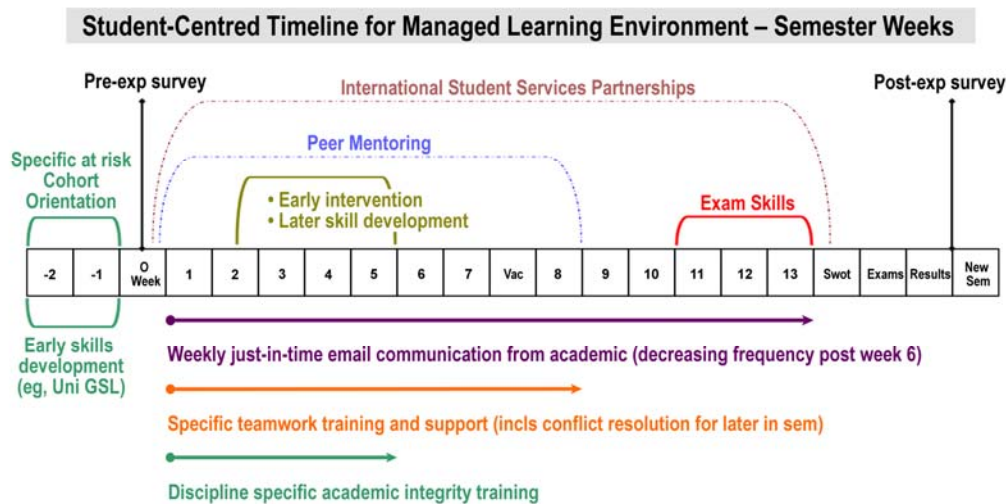 Student-Centred Timeline for Managed Learning Environment – Semester Weeks
Pre-exp survey
Post-exp survey
International Student Services Partnerships
Peer Mentoring
Specific at risk
Cohort
Orientation
• Early intervention
• Later skill development
Exam Skills
-2 -1 O Week 1 2 3 4 5 6 7 Vac 8 9 10 11 12 13 Swot Exams Results New Sem
Early skills
development
(eg, Uni GSL)
Weekly just-in-time email communication from academic (decreasing frequency post week 6)
Specific teamwork training and support (incls conflict resolution for later in sem)
Discipline specific academic integrity training